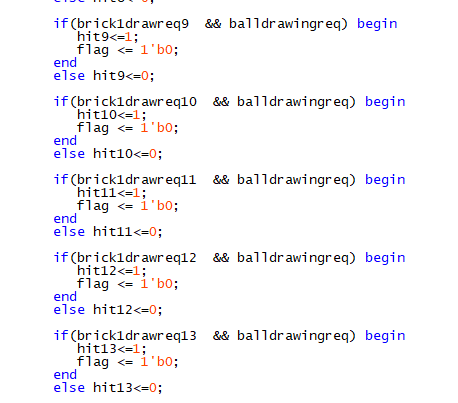 else hit8<=0;
if(brick1drawreq9  && balldrawingreq) begin
hit9<=1;
flag <= 1'b0;
end
else hit9<=0;
if(brick1drawreq10  && balldrawingreq) begin
hit10<=1;
flag <= 1'b0;
end
else hit10<=0;
if(brick1drawreq11  && balldrawingreq) begin
hit11<=1;
flag <= 1'b0;
end
else hit11<=0;
if(brick1drawreq12  && balldrawingreq) begin
hit12<=1;
flag <= 1'b0;
end
else hit12<=0;
if(brick1drawreq13  && balldrawingreq) begin
hit13<=1;
flag <= 1'b0;
end
else hit13<=0;